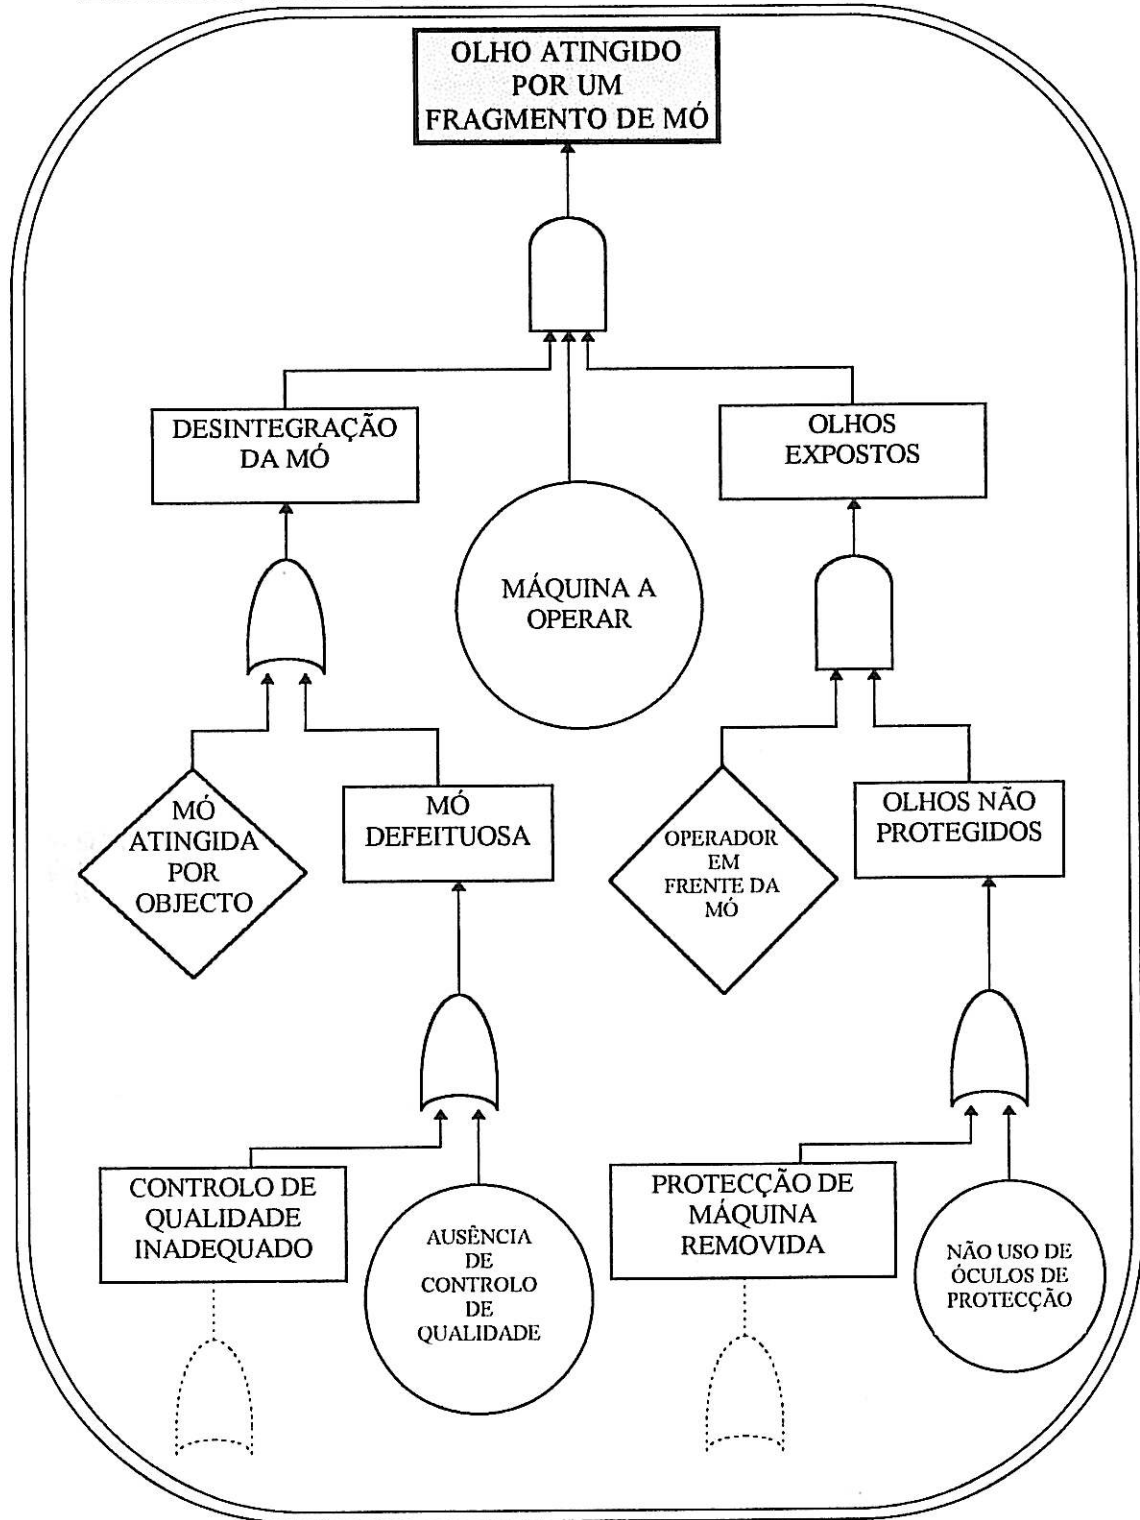 OLHO ATINGIDO
POR UM
FRAGMENTO DE MÓ
DESINTEGRAÇÃO
DA MÓ
OLHOS
EXPOSTOS
MÁQUINA A
OPERAR
MÓ
ATINGIDA
POR
OBJECTO
MÓ
DEFEITUOSA
OPERADOR
EM
FRENTE DA
MÓ
OLHOS NÃO
PROTEGIDOS
CONTROLO DE
QUALIDADE
INADEQUADO
AUSÊNCIA
DE
CONTROLO
DE
QUALIDADE
PROTECÇÃO DE
MÁQUINA
REMOVIDA
NÃO USO DE
ÓCULOS DE
PROTECÇÃO